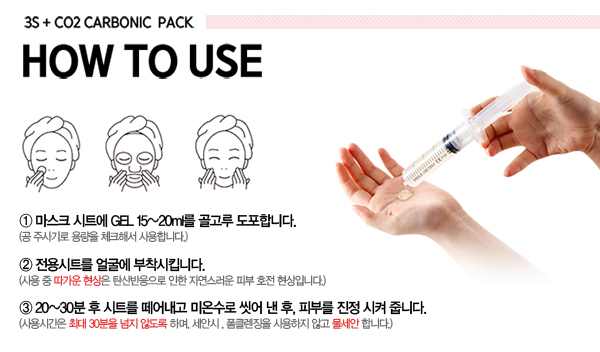 3S + CO2 CARBONIC PACK
HOW TO USE
① 마스크 시트에 GEL 15~20ml를 골고루 도포합니다.
(공 주사기로 용량을 체크해서 사용합니다.)
② 전용시트를 얼굴에 부착시킵니다.
(사용 중 따가운 현상은 탄산반응으로 인한 자연스러운 피부 호전 현상입니다.)
③ 20~30분 후 시트를 떼어내고 미온수로 씻어 낸 후, 피부를 진정 시켜 줍니다.
(사용시간은 최대 30분을 넘지 않도록 하며, 세안시 , 폼클렌징을 사용하지 않고 물세안 합니다.)